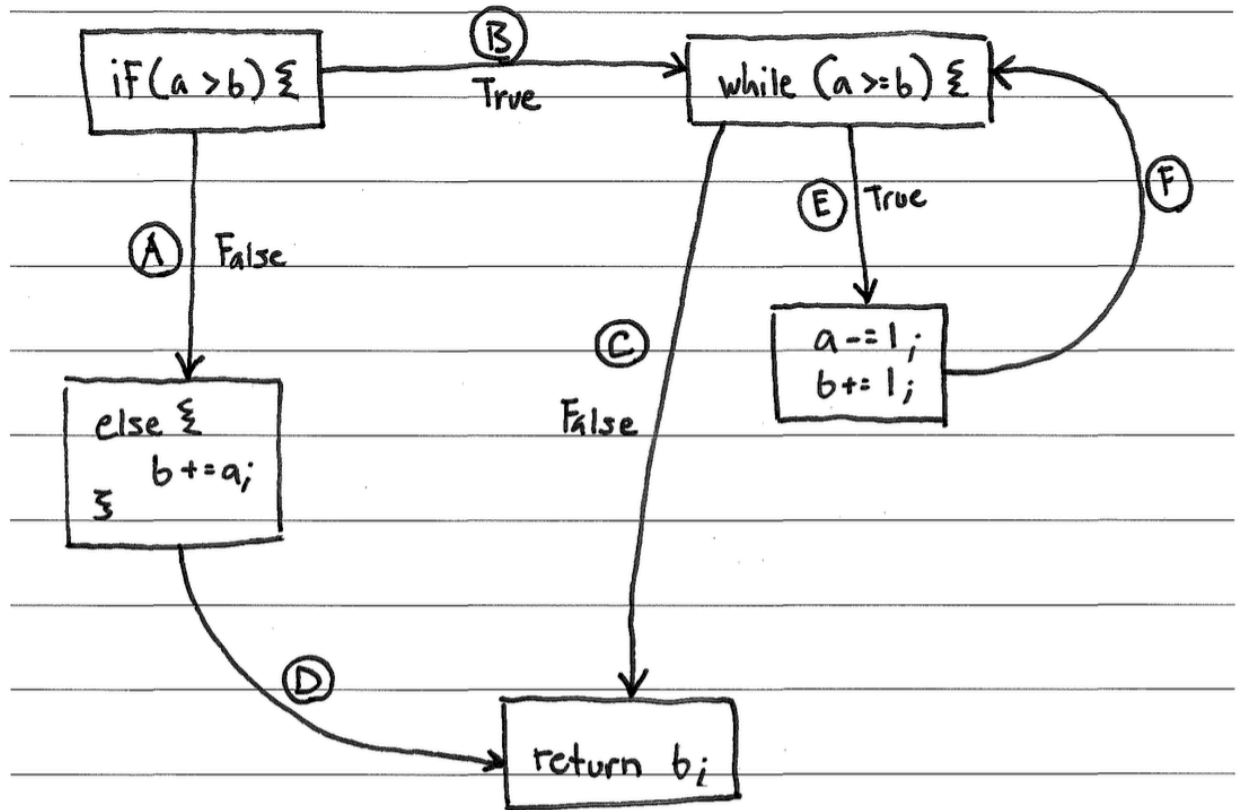 B
if(a > b) {
True
while (a >= b) {
A
False
E
True
F
C
False
a -= 1;
b += 1;
else {
b += a;
}
D
return b;